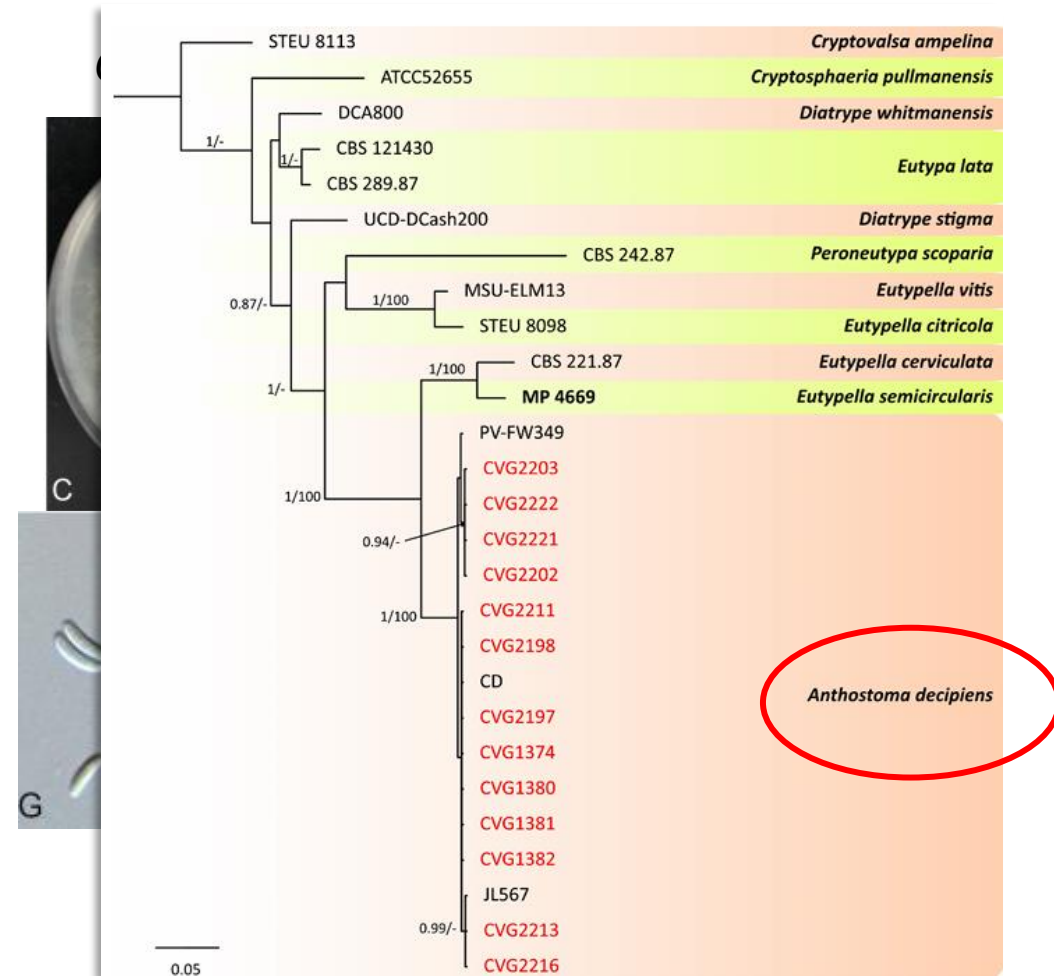 STEU 8113 Cryptovalsa ampelina
ATCC52655 Cryptosphaeria pullmanensis
DCA800 Diatrype whitmanensis
1/-
CBS 121430
1/-
Eutypa lata
CBS 289.87
UCD-DCash200 Diatrype stigma
CBS 242.87 Peroneutypa scoparia
MSU-ELM13 Eutypella vitis
1/100
0.87/-
STEU 8098 Eutypella citricola
CBS 221.87 Eutypella cerviculata
1/100
1/-
MP 4669 Eutypella semicircularis
PV-FW349
CVG2203
C
1/100
CVG2222
CVG2221
0.94/-
CVG2202
CVG2211
1/100
CVG2198
CD
Anthostoma decipiens
CVG2197
CVG1374
CVG1380
G
CVG1381
CVG1382
JL567
0.99/-
CVG2213
CVG2216
0.05